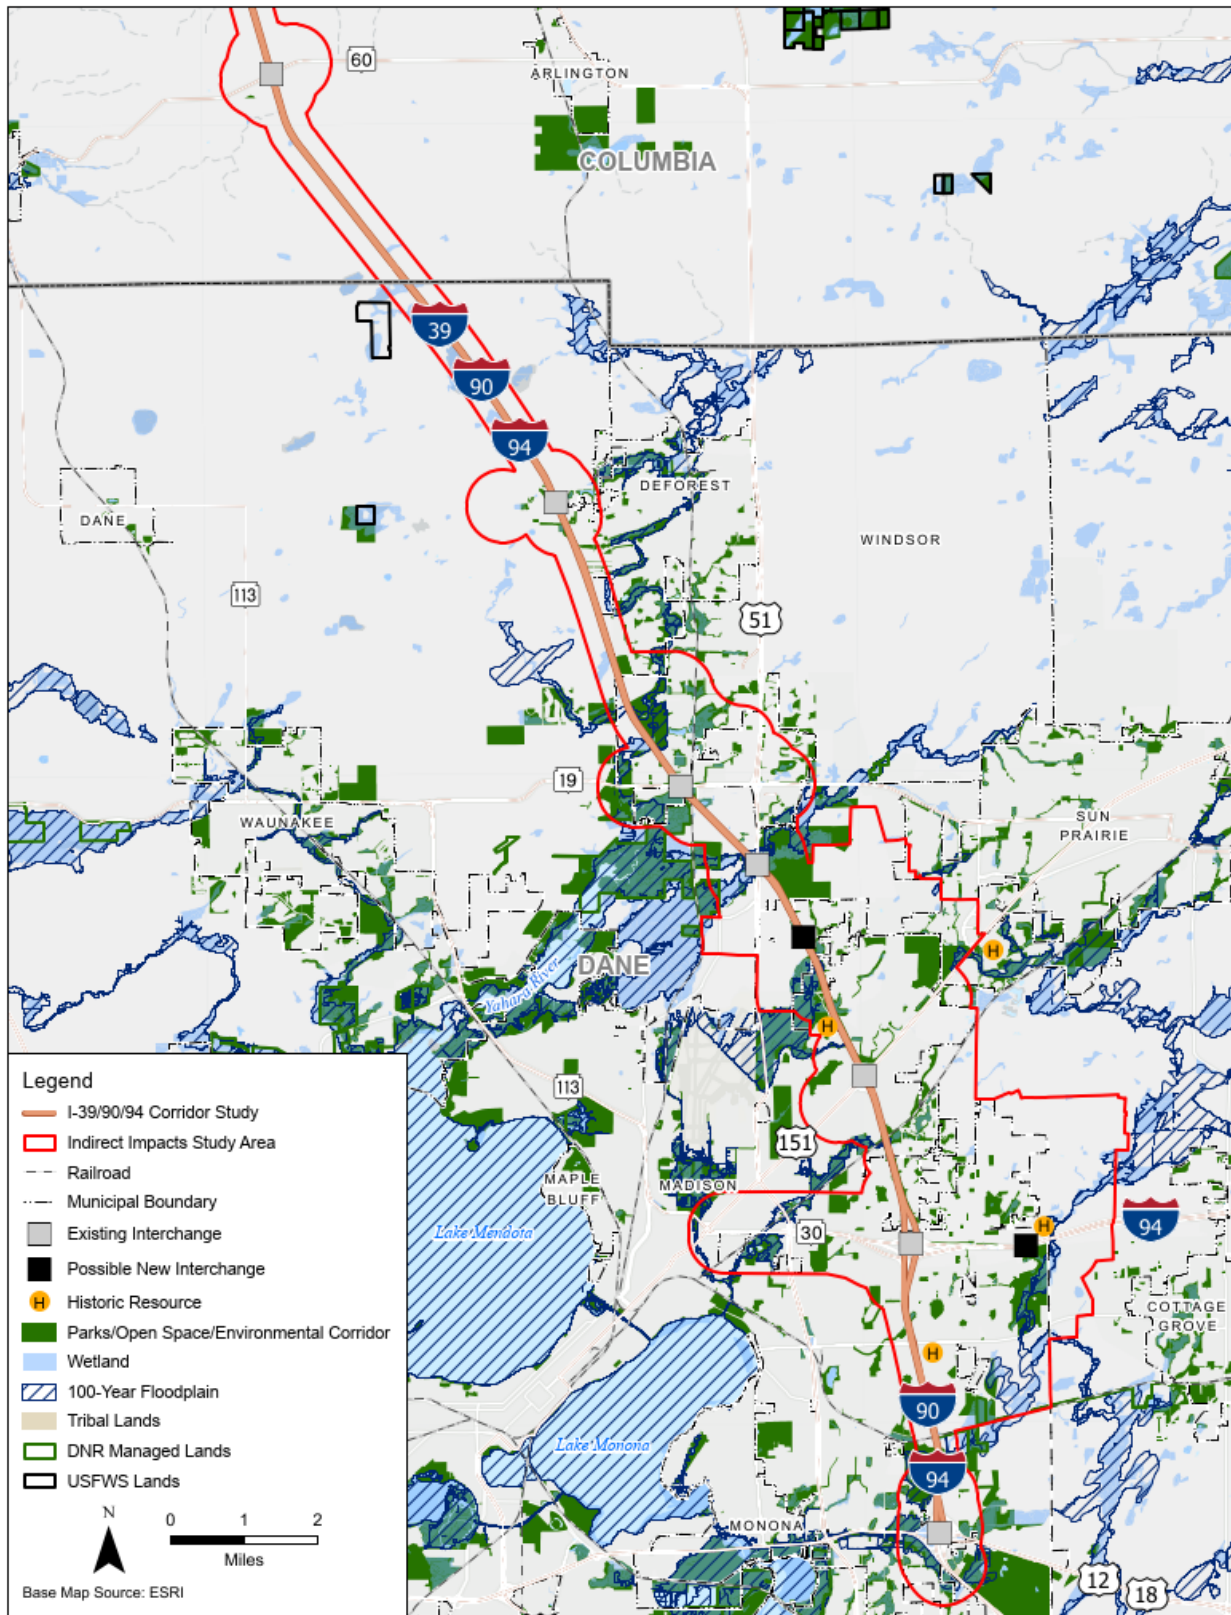 60
ARLINGTON
COLUMBIA
39
90
94
DEFOREST
DANE
WINDSOR
113
51
19
WAUNAKEE
SUN
PRAIRIE
H
DANE
Yahara River
H
113
151
MAPLE
BLUFF
MADISON
Lake Mendota
30
H
94
COTTAGE
GROVE
H
90
Lake Monona
94
MONONA
12
18
Legend
I-39/90/94 Corridor Study
Indirect Impacts Study Area
Railroad
Municipal Boundary
Existing Interchange
Possible New Interchange
H Historic Resource
Parks/Open Space/Environmental Corridor
Wetland
100-Year Floodplain
Tribal Lands
DNR Managed Lands
USFWS Lands
N
0 1 2
Miles
Base Map Source: ESRI